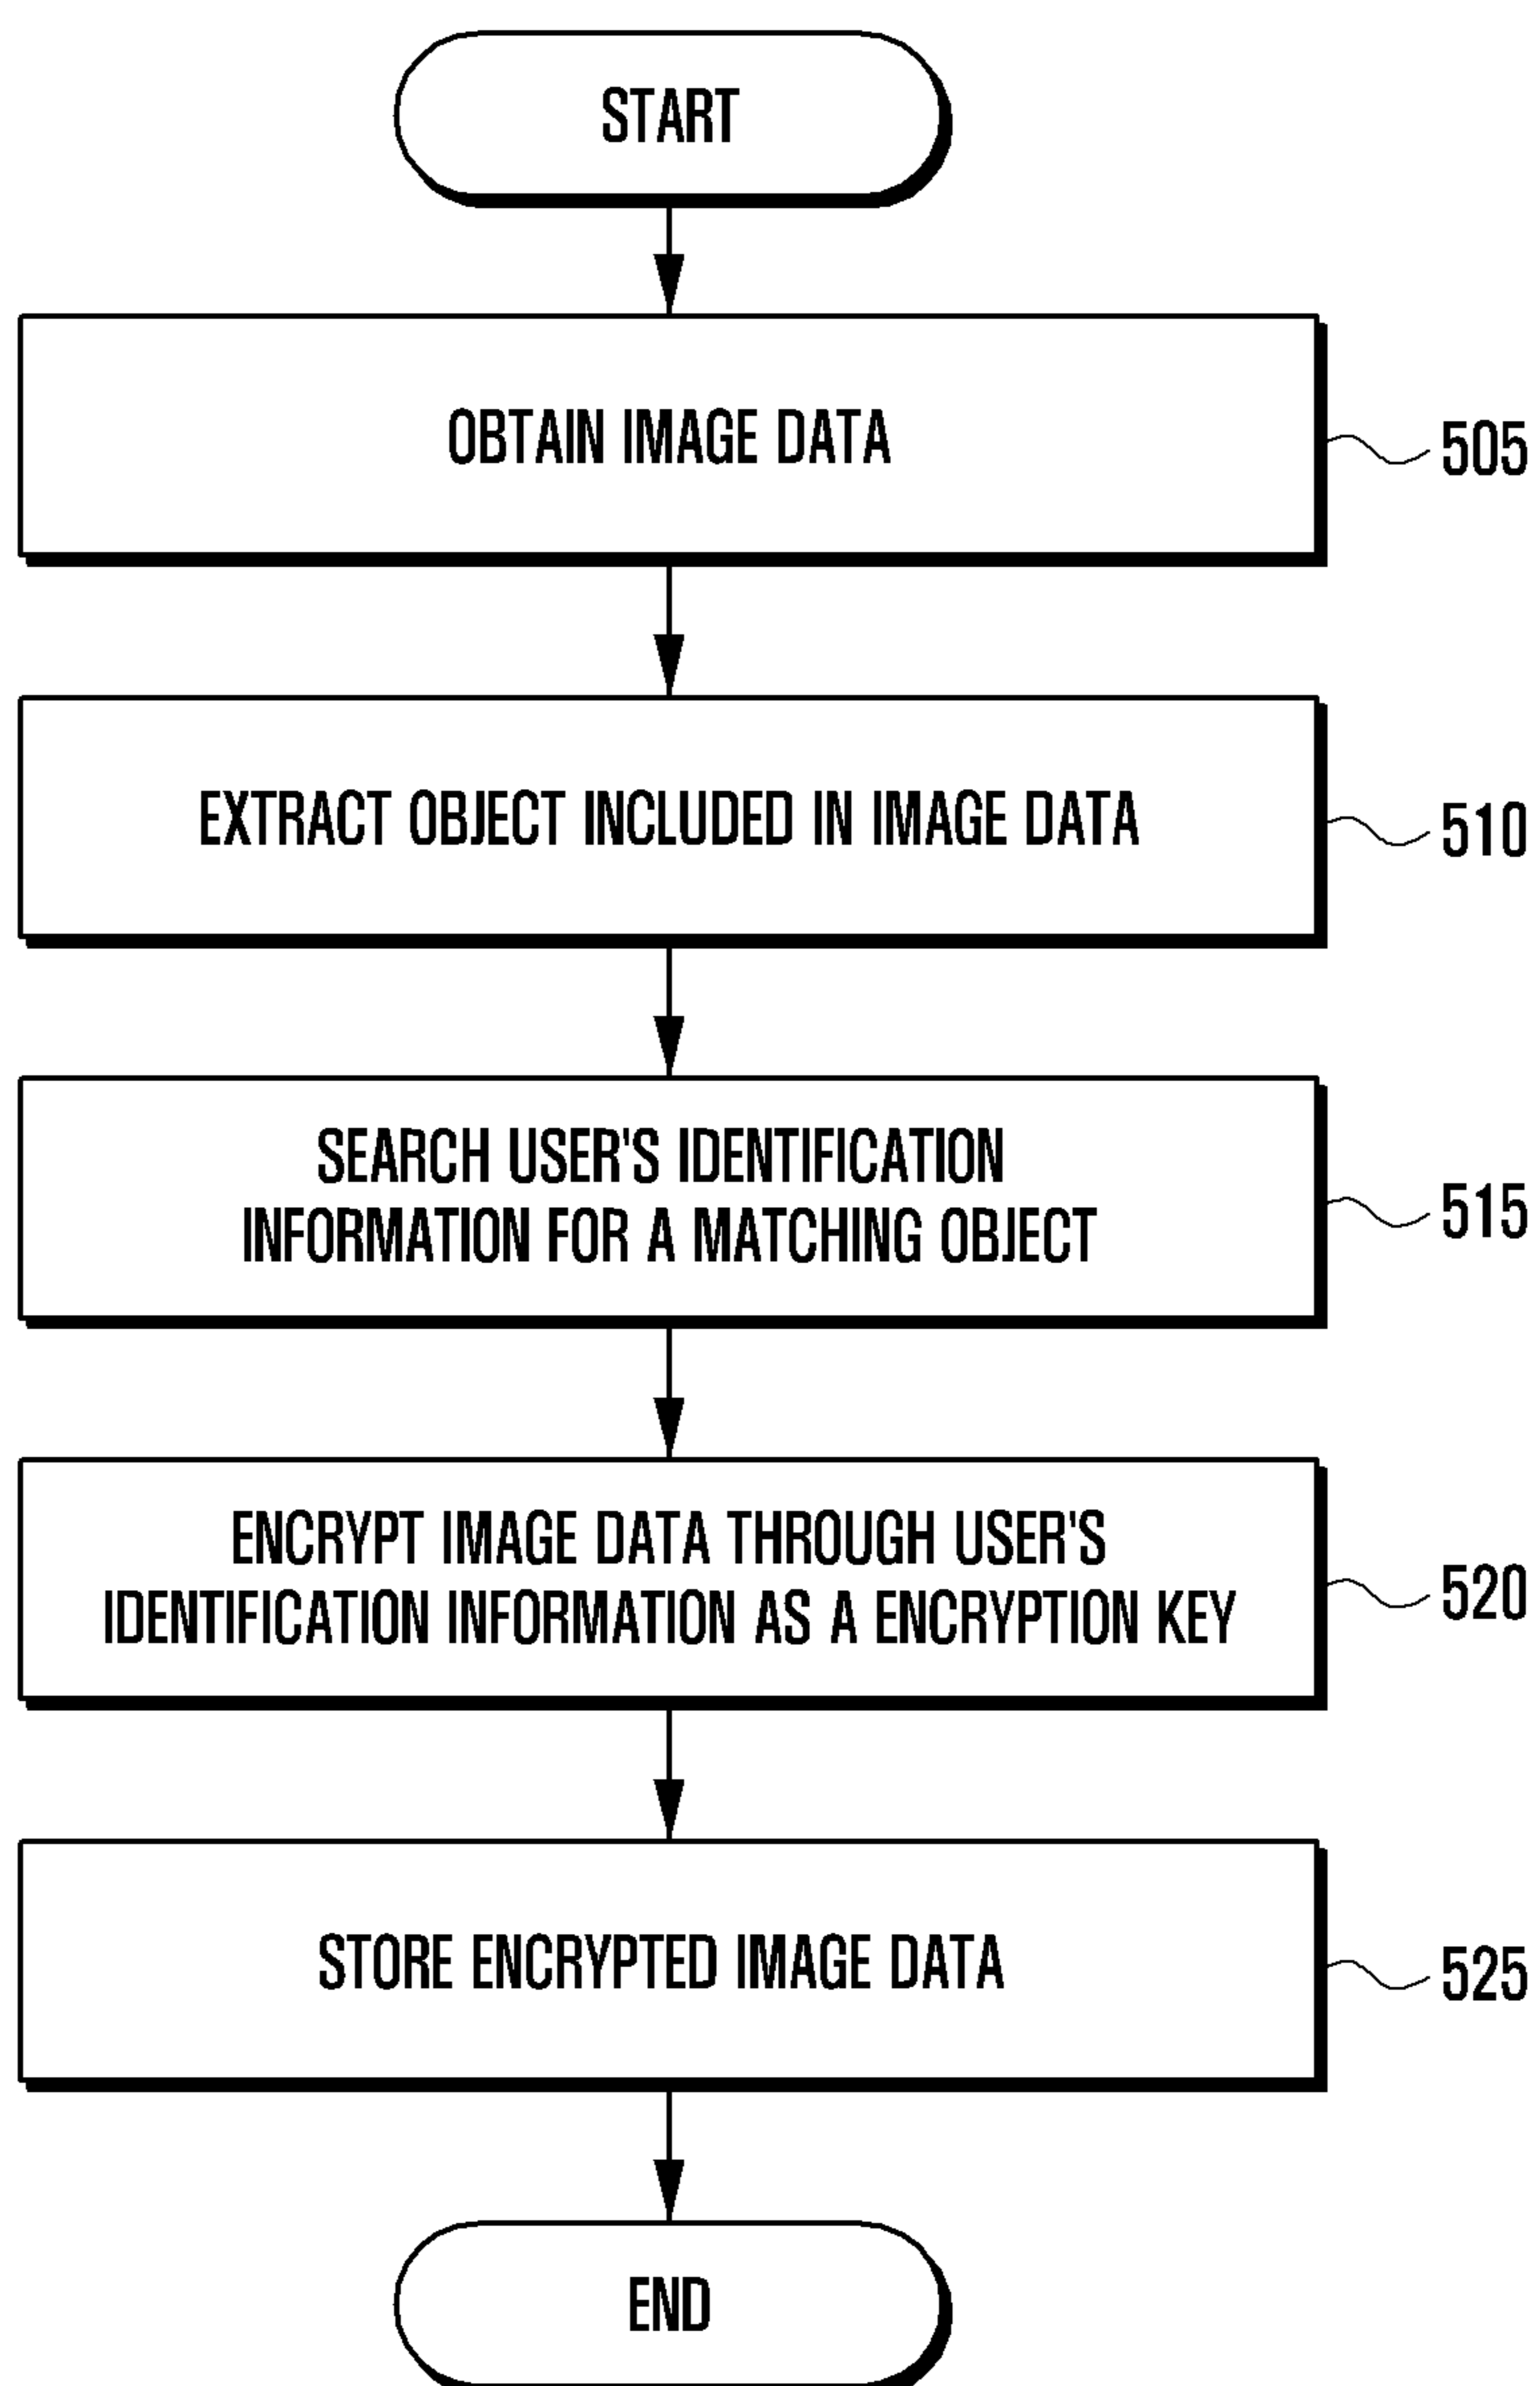 START
OBTAIN IMAGE DATA
505
EXTRACT OBJECT INCLUDED IN IMAGE DATA
510
SEARCH USER'S IDENTIFICATION
INFORMATION FOR A MATCHING OBJECT
515
ENCRYPT IMAGE DATA THROUGH USER'S
IDENTIFICATION INFORMATION AS A ENCRYPTION KEY
520
STORE ENCRYPTED IMAGE DATA
525
END